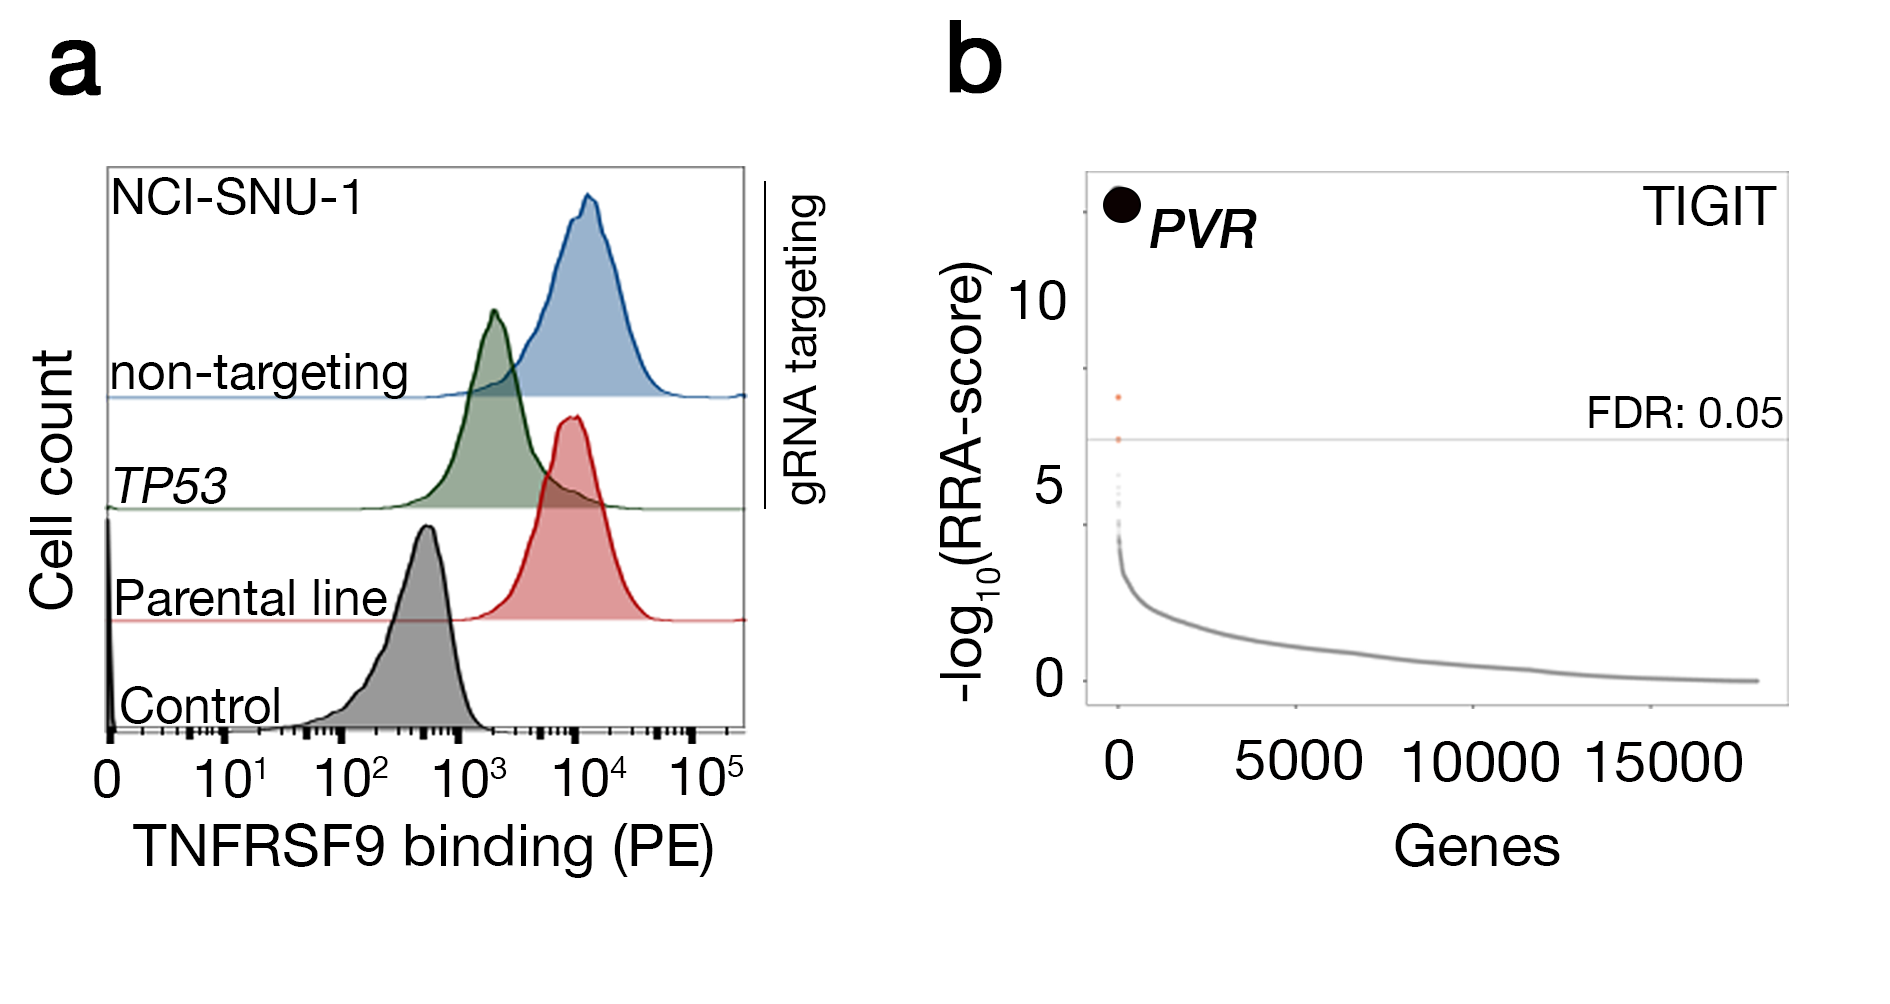 a
NCI-SNU-1
non-targeting
TP53
Parental line
Control
gRNA targeting
Cell count
0 10¹ 10² 10³ 10⁴ 10⁵
TNFRSF9 binding (PE)
b
PVR
TIGIT
FDR: 0.05
-log₁₀(RRA-score)
10
5
0
0 5000 10000 15000
Genes